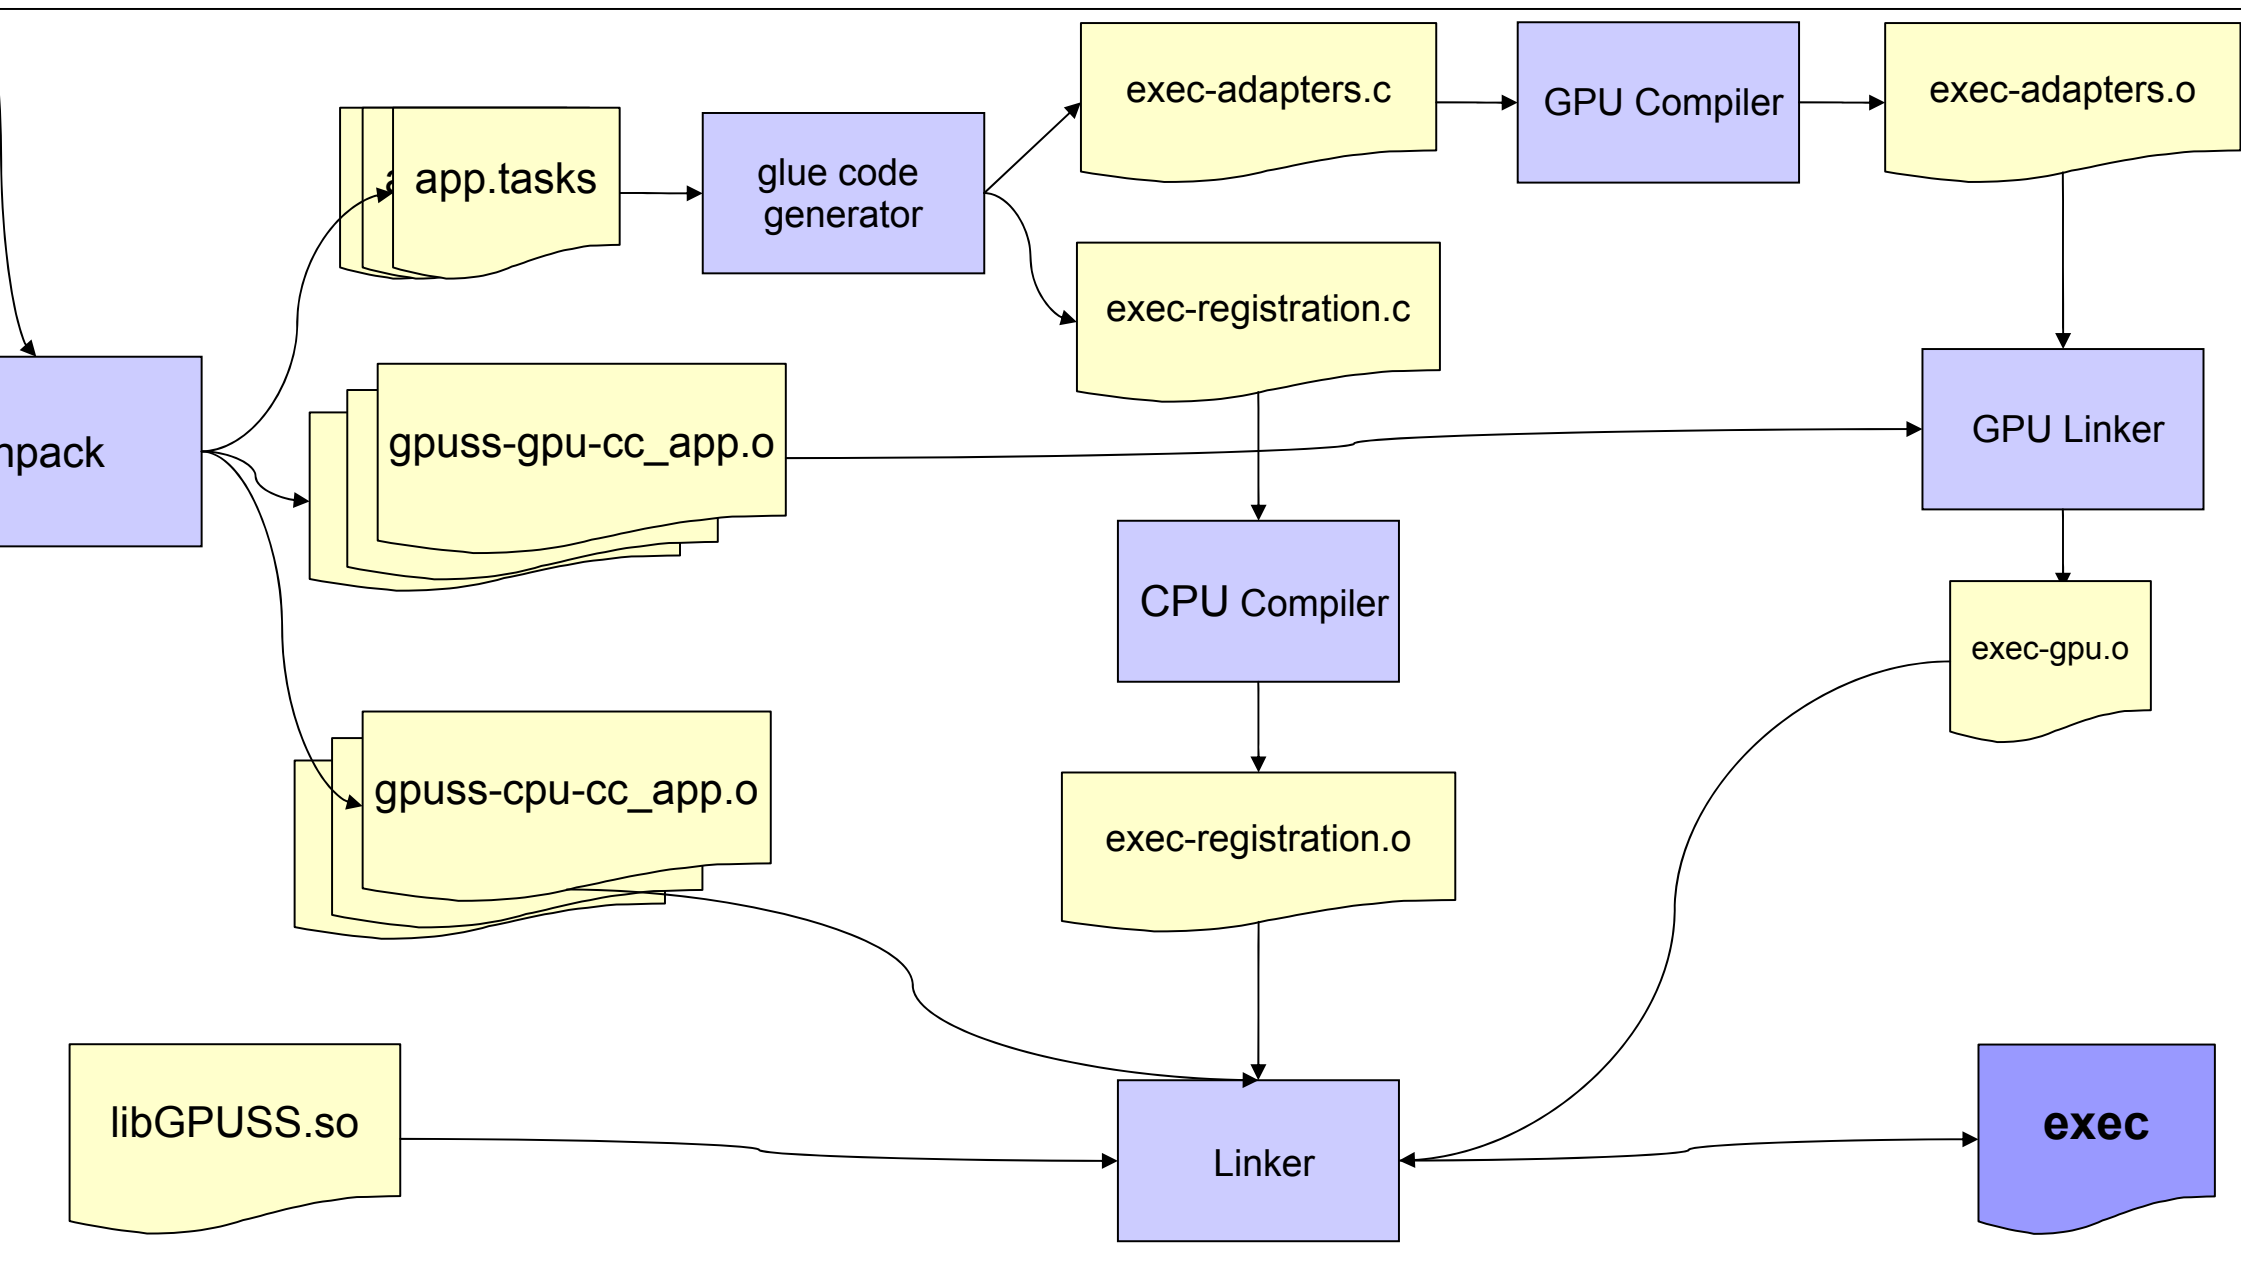 exec-adapters.c
GPU Compiler
exec-adapters.o
app.tasks
glue code
generator
exec-registration.c
npack
gpuss-gpu-cc_app.o
GPU Linker
CPU Compiler
exec-gpu.o
gpuss-cpu-cc_app.o
exec-registration.o
libGPUSS.so
Linker
exec